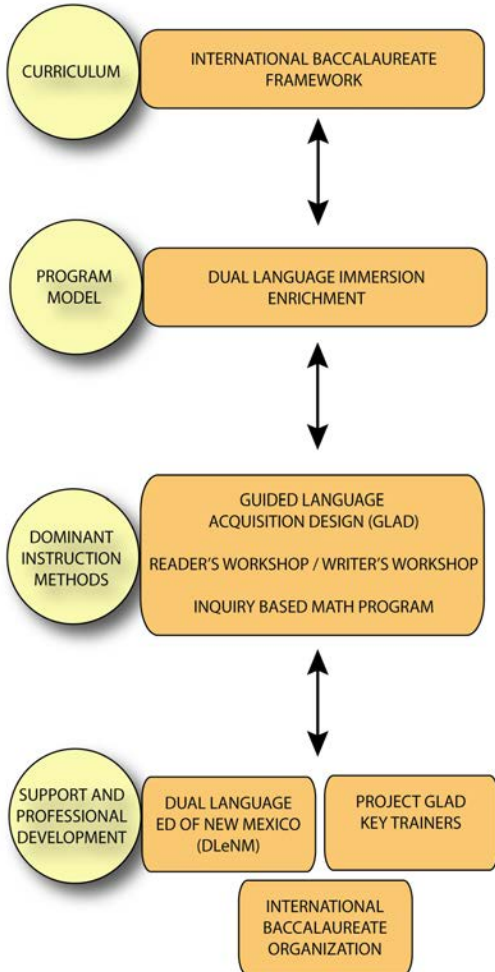 CURRICULUM
INTERNATIONAL BACCALAUREATE
FRAMEWORK
PROGRAM
MODEL
DUAL LANGUAGE IMMERSION
ENRICHMENT
DOMINANT
INSTRUCTION
METHODS
GUIDED LANGUAGE
ACQUISITION DESIGN (GLAD)
READER'S WORKSHOP / WRITER'S WORKSHOP
INQUIRY BASED MATH PROGRAM
SUPPORT AND
PROFESSIONAL
DEVELOPMENT
DUAL LANGUAGE
ED OF NEW MEXICO
(DLeNM)
PROJECT GLAD
KEY TRAINERS
INTERNATIONAL
BACCALAUREATE
ORGANIZATION